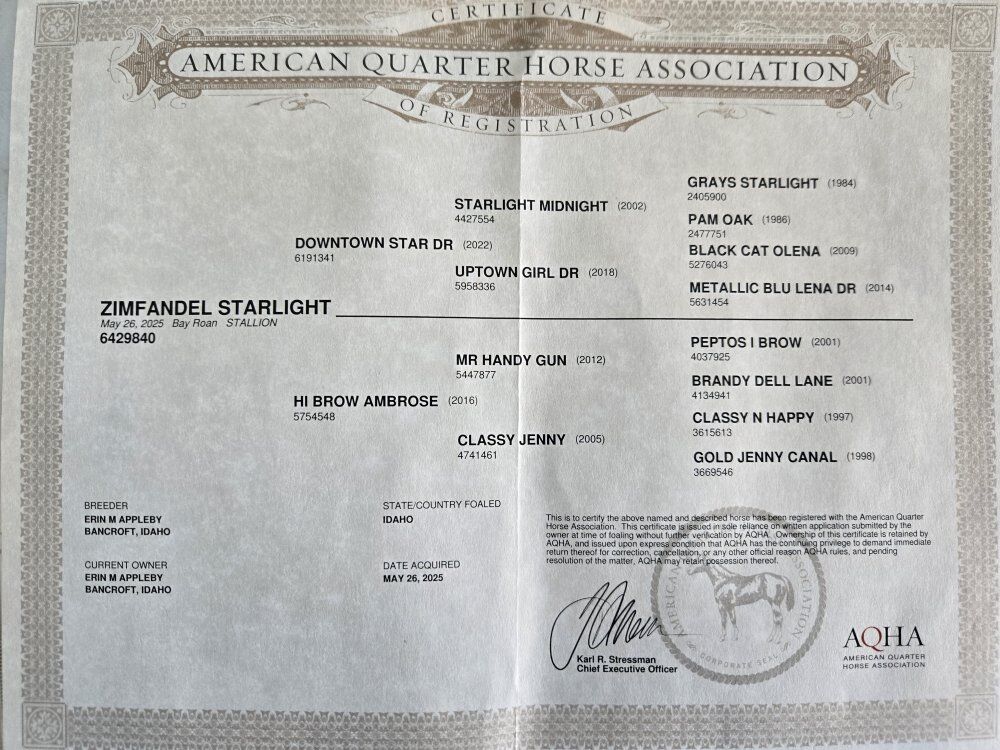 CERTIFICATE
AMERICAN QUARTER HORSE ASSOCIATION
OF REGISTRATION
GRAYS STARLIGHT (1984)
2405900
STARLIGHT MIDNIGHT (2002)
4427554
PAM OAK (1986)
2477751
DOWNTOWN STAR DR (2022)
6191341
BLACK CAT OLENA (2009)
5276043
UPTOWN GIRL DR (2018)
5958336
METALLIC BLU LENA DR (2014)
5631454
ZIMFANDEL STARLIGHT
May 26, 2025 Bay Roan STALLION
6429840
PEPTOS I BROW (2001)
4037925
MR HANDY GUN (2012)
5447877
BRANDY DELL LANE (2001)
4134941
HI BROW AMBROSE (2016)
5754548
CLASSY N HAPPY (1997)
3615613
CLASSY JENNY (2005)
4741461
GOLD JENNY CANAL (1998)
3669546
BREEDER
ERIN M APPLEBY
BANCROFT, IDAHO
STATE/COUNTRY FOALED
IDAHO
CURRENT OWNER
ERIN M APPLEBY
BANCROFT, IDAHO
DATE ACQUIRED
MAY 26, 2025
This is to certify the above named and described horse has been registered with the American Quarter
Horse Association. This certificate is issued in sole reliance on written application submitted by the
owner at time of foaling without further verification by AQHA. Ownership of this certificate is retained by
AQHA, and issued upon express condition that AQHA has the continuing privilege to demand immediate
return thereof for correction, cancellation, or any other official reason AQHA rules, and pending
resolution of the matter, AQHA may retain possession thereof.
Karl R. Stressman
Chief Executive Officer
AMERICAN ASSOCIATION
CORPORATE SEAL
AQHA
AMERICAN QUARTER
HORSE ASSOCIATION